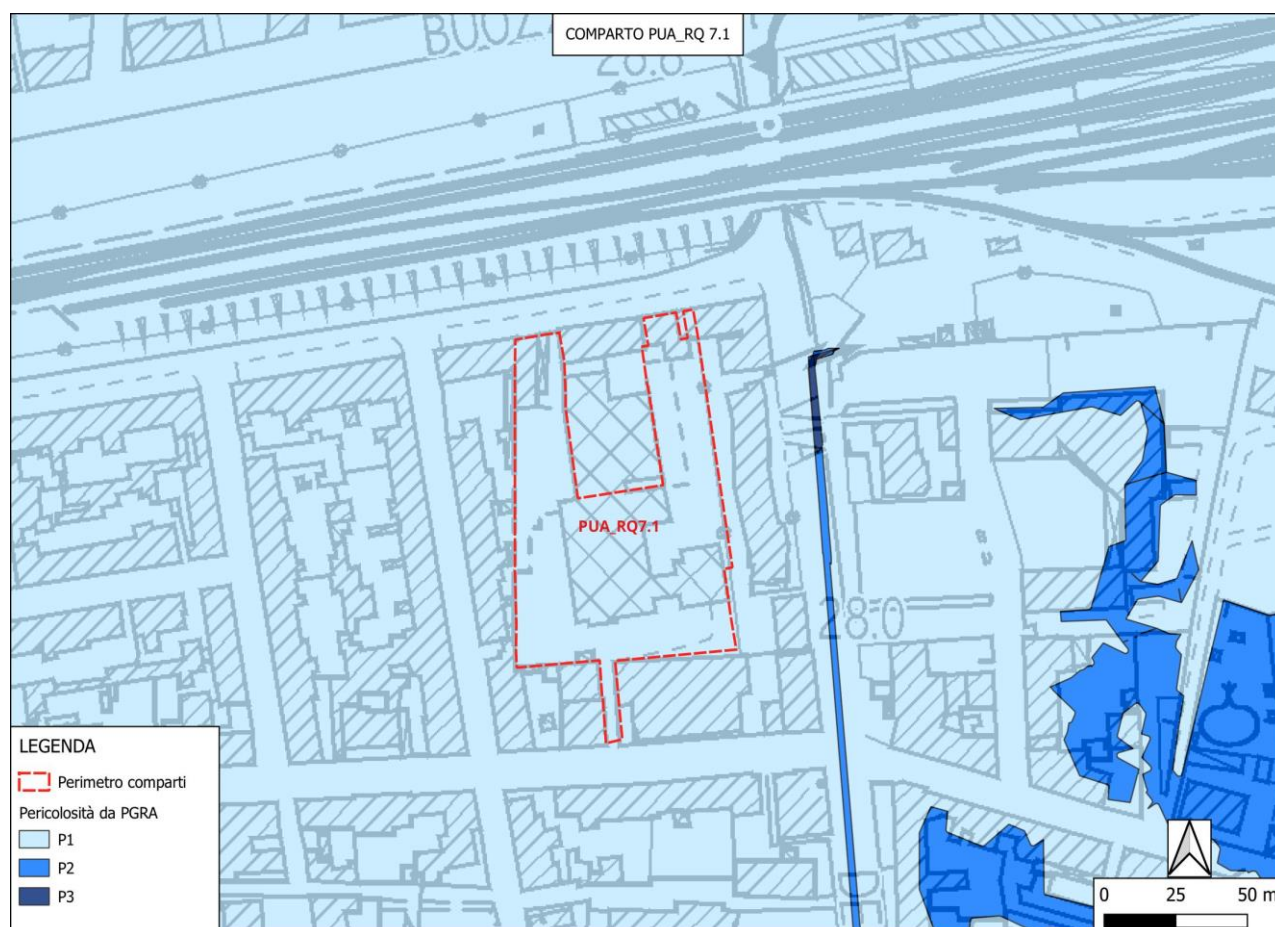 COMPARTO PUA_RQ 7.1
BUOZ
28.0
PUA_RQ7.1
LEGENDA
Perimetro comparti
Pericolosità da PGRA
P1
P2
P3
0 25 50 m